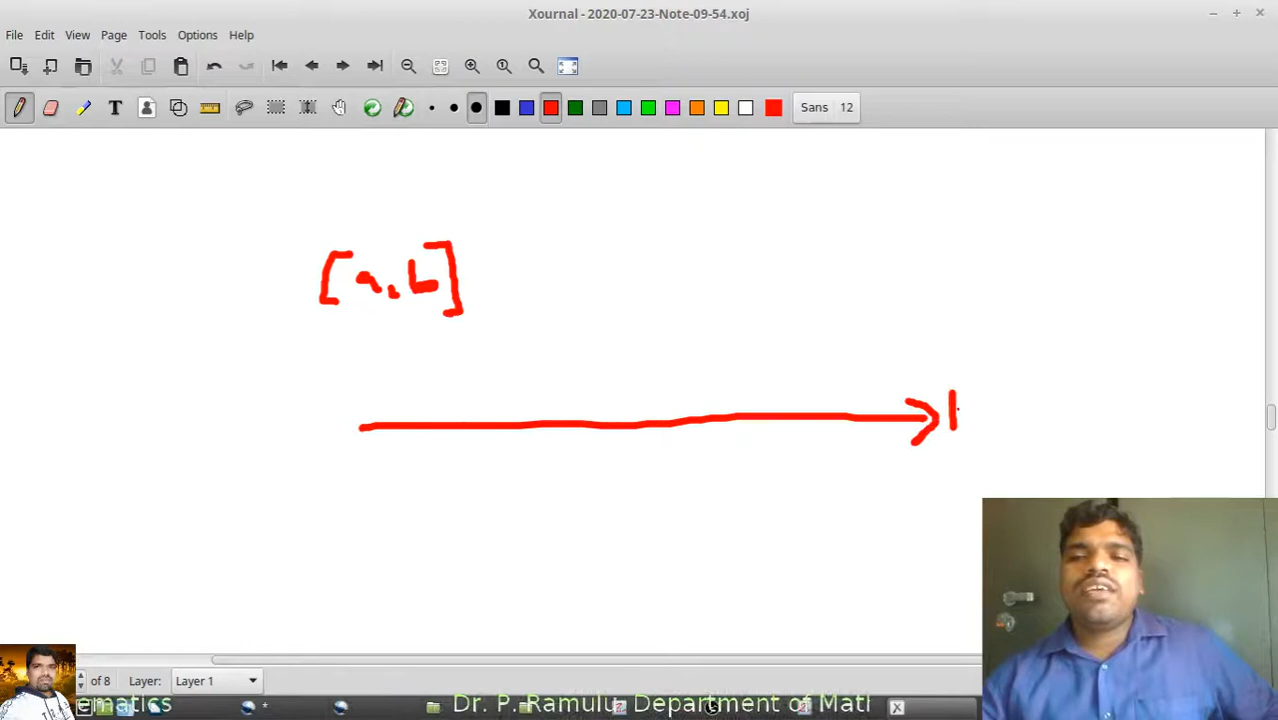 Xournal - 2020-07-23-Note-09-54.xoj
File Edit View Page Tools Options Help
Sans 12
[a, b]
of 8 Layer: Layer 1
ematics Dr. P. Ramulu, Department of Mat